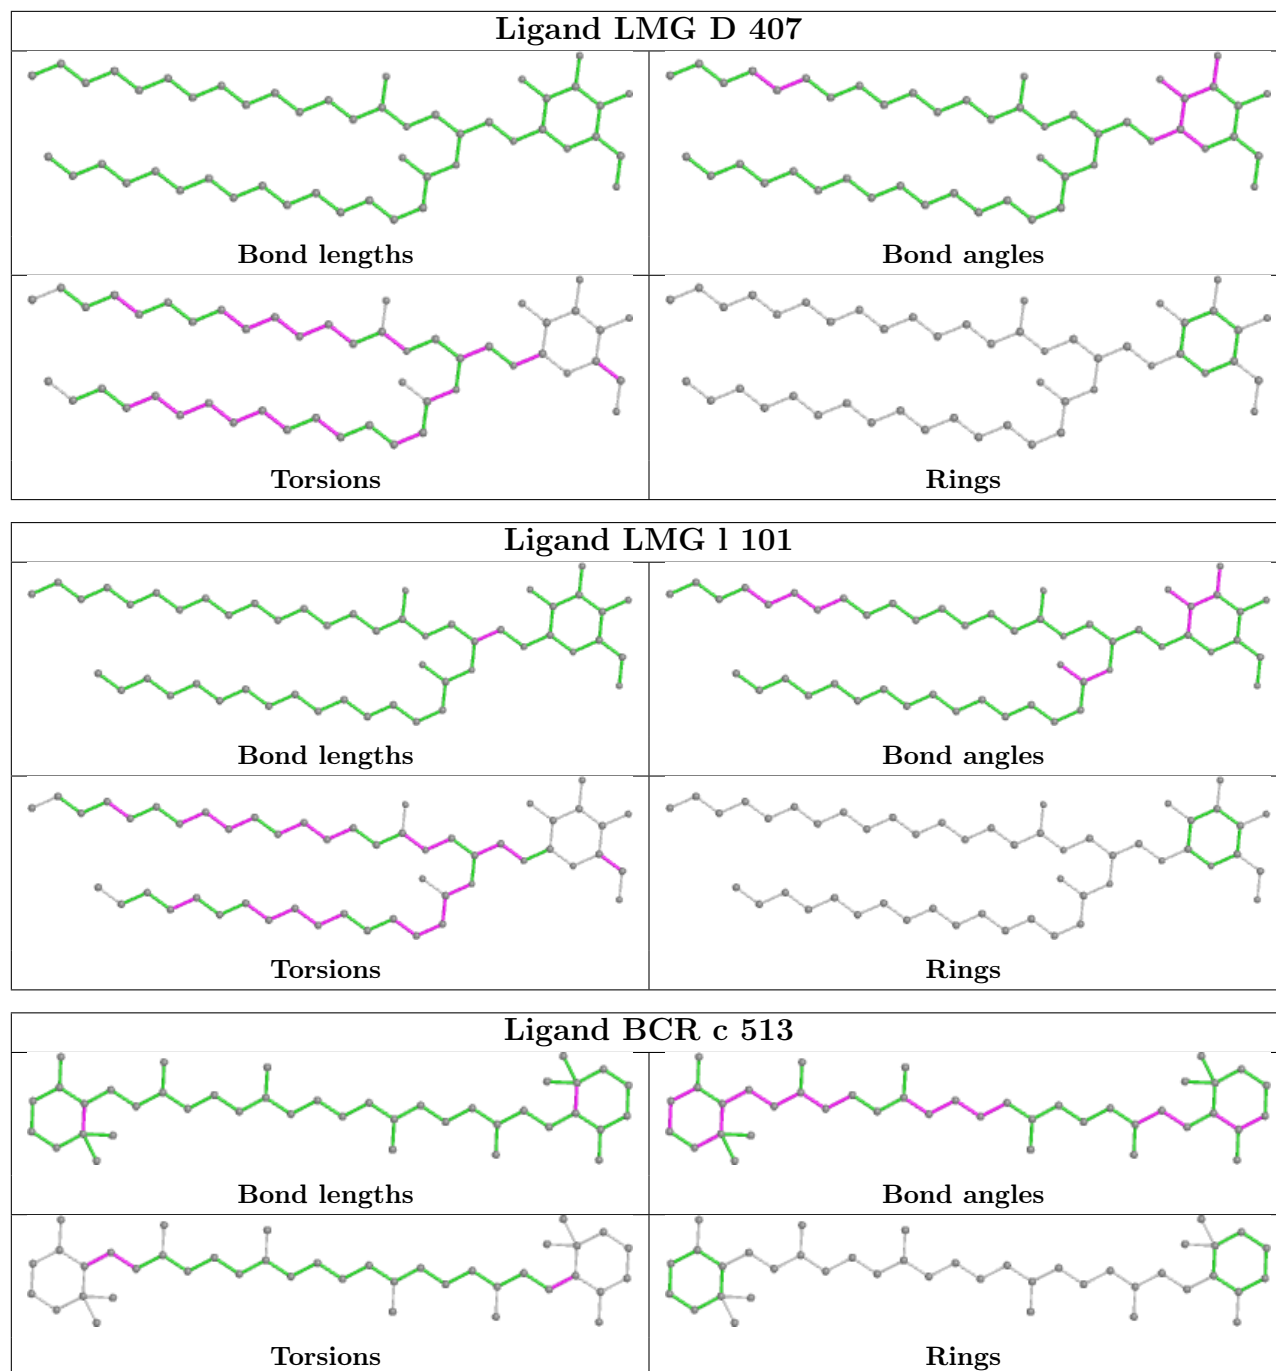 Ligand LMG D 407
Bond lengths
Bond angles
Torsions
Rings
Ligand LMG l 101
Bond lengths
Bond angles
Torsions
Rings
Ligand BCR c 513
Bond lengths
Bond angles
Torsions
Rings